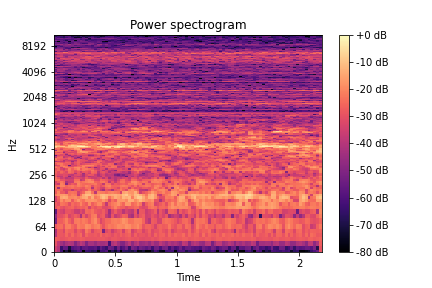 Power spectrogram
8192
4096
2048
1024
512
256
128
64
0
Hz
0
0.5
1
1.5
2
Time
+0 dB
-10 dB
-20 dB
-30 dB
-40 dB
-50 dB
-60 dB
-70 dB
-80 dB